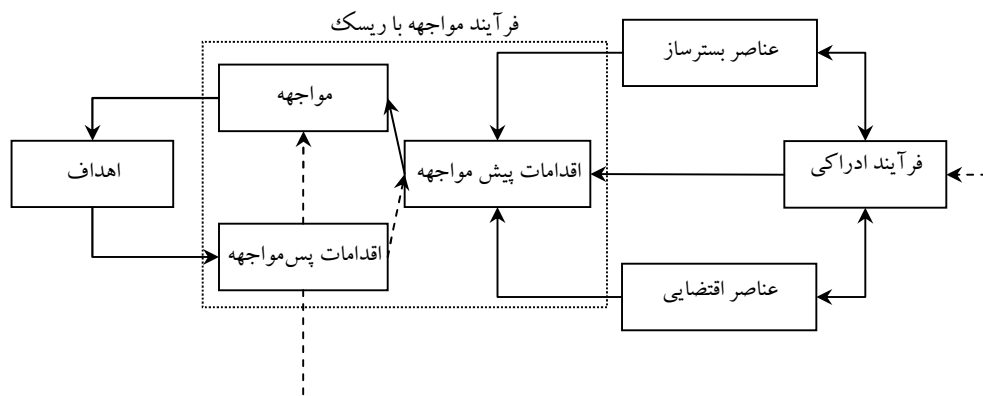 فرآیند مواجهه با ریسک
عناصر بسترساز
مواجهه
فرآیند ادراکی
اقدامات پیش مواجهه
اهداف
اقدامات پس‌مواجهه
عناصر اقتضایی